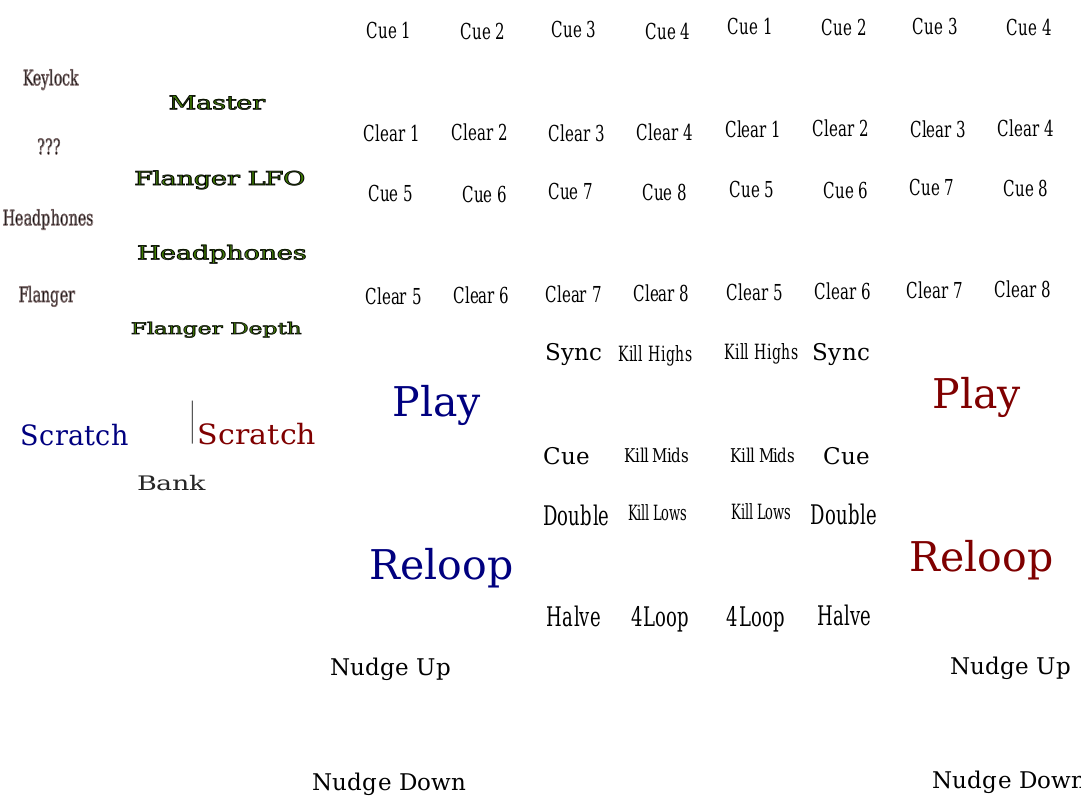 Cue 1 Cue 2 Cue 3 Cue 4 Cue 1 Cue 2 Cue 3 Cue 4
Keylock
Master
Clear 1 Clear 2 Clear 3 Clear 4 Clear 1 Clear 2 Clear 3 Clear 4
???
Flanger LFO
Cue 5 Cue 6 Cue 7 Cue 8 Cue 5 Cue 6 Cue 7 Cue 8
Headphones
Headphones
Flanger
Clear 5 Clear 6 Clear 7 Clear 8 Clear 5 Clear 6 Clear 7 Clear 8
Flanger Depth
Sync Kill Highs Kill Highs Sync
Play Play
Scratch Scratch
Cue Kill Mids Kill Mids Cue
Bank
Double Kill Lows Kill Lows Double
Reloop Reloop
Halve 4Loop 4Loop Halve
Nudge Up Nudge Up
Nudge Down Nudge Down